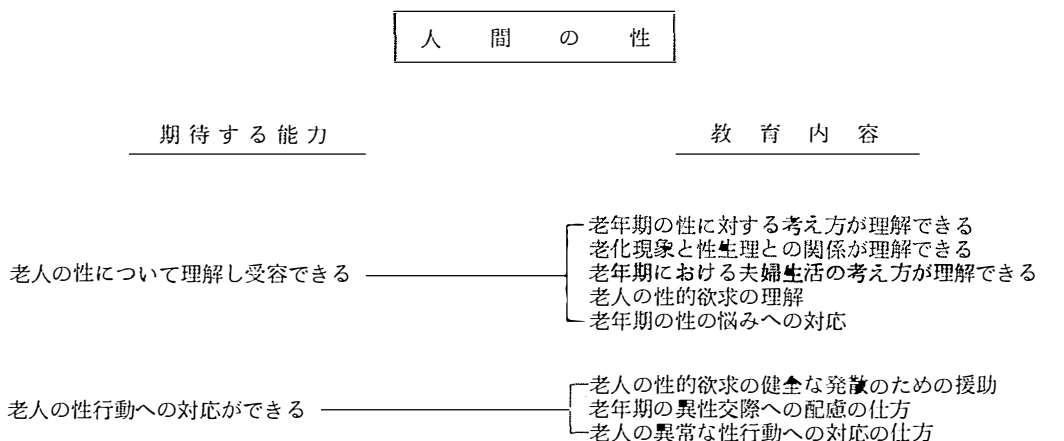 人間の性
期待する能力
教育内容
老人の性について理解し受容できる
老年期の性に対する考え方が理解できる
老化現象と性生理との関係が理解できる
老年期における夫婦生活の考え方が理解できる
老人の性的欲求の理解
老年期の性の悩みへの対応
老人の性行動への対応ができる
老人の性的欲求の健全な発散のための援助
老年期の異性交際への配慮の仕方
老人の異常な性行動への対応の仕方